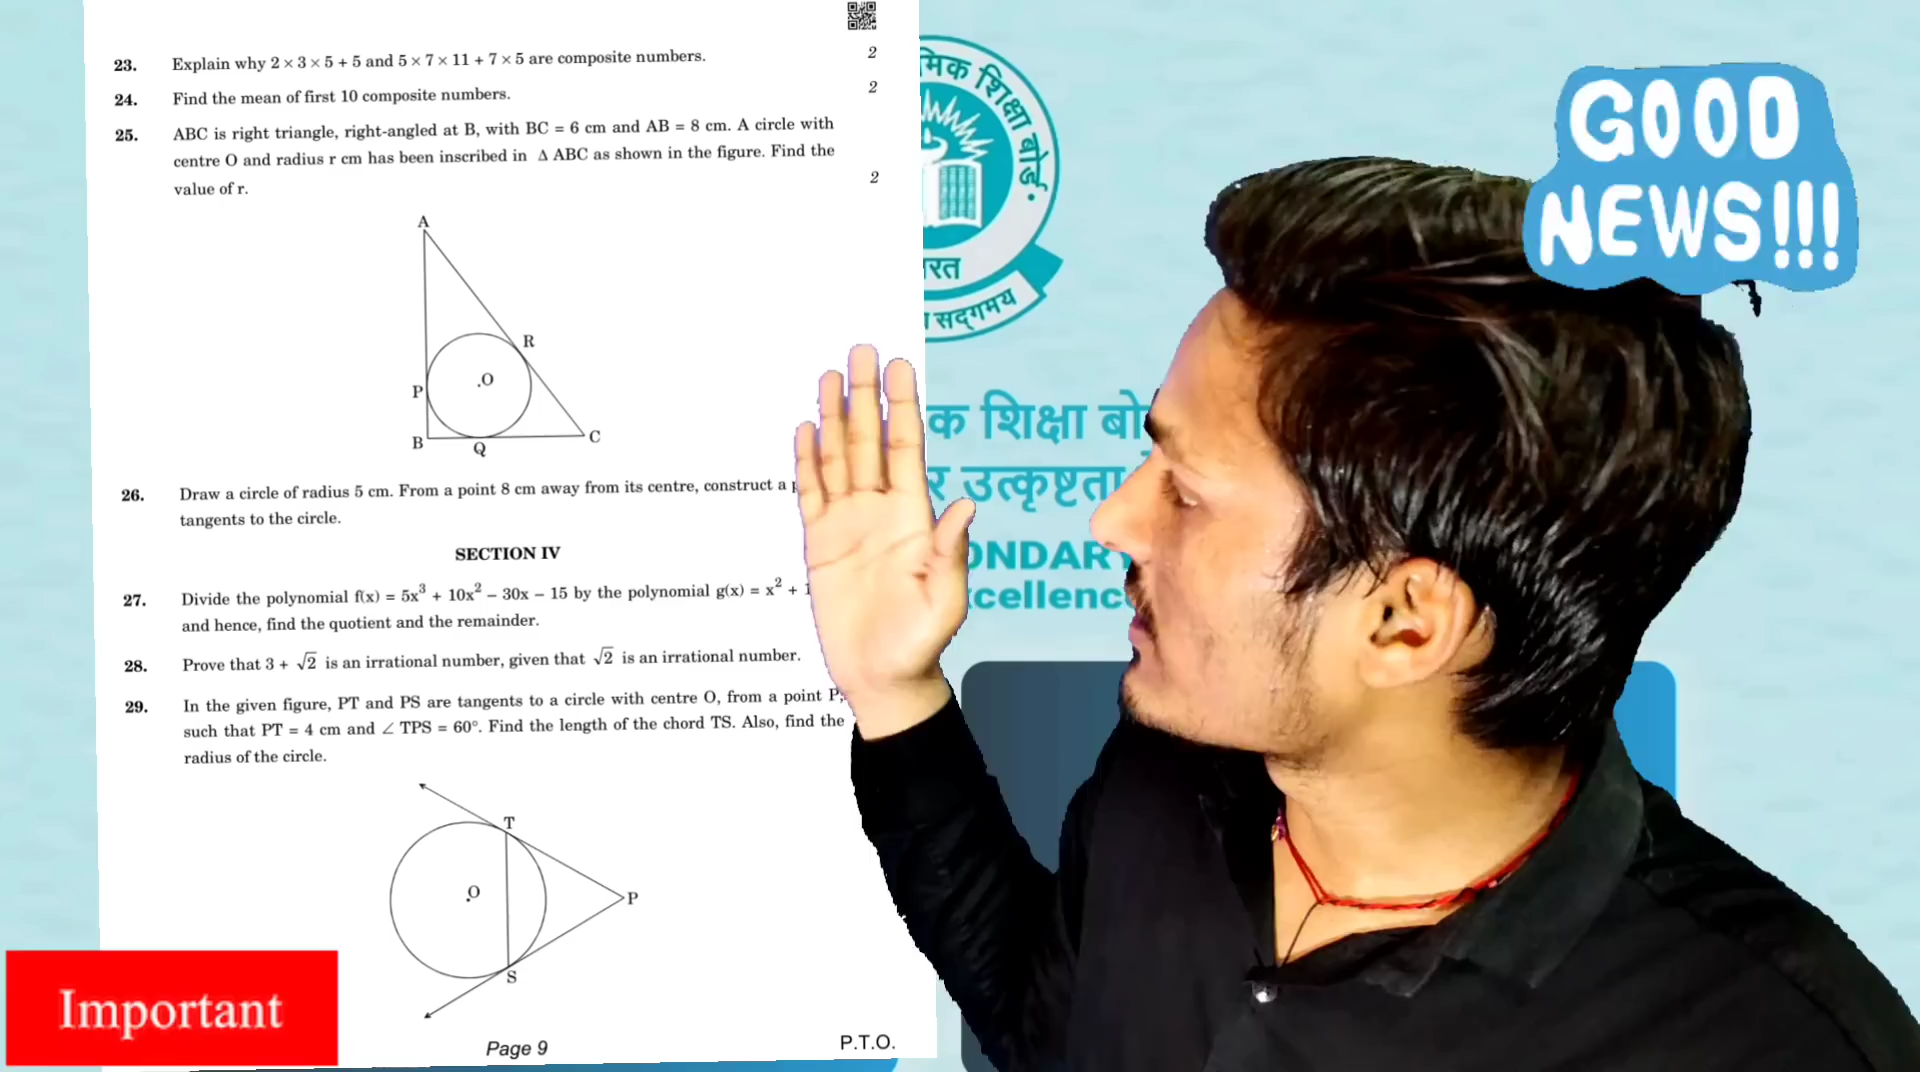 23. Explain why 2 × 3 × 5 + 5 and 5 × 7 × 11 + 7 × 5 are composite numbers. 2
24. Find the mean of first 10 composite numbers. 2
25. ABC is right triangle, right-angled at B, with BC = 6 cm and AB = 8 cm. A circle with
centre O and radius r cm has been inscribed in Δ ABC as shown in the figure. Find the
value of r. 2
A
R
.O
P
B
Q
C
26. Draw a circle of radius 5 cm. From a point 8 cm away from its centre, construct a
tangents to the circle.
SECTION IV
27. Divide the polynomial f(x) = 5x³ + 10x² − 30x − 15 by the polynomial g(x) = x² + 1
and hence, find the quotient and the remainder.
28. Prove that 3 + √2 is an irrational number, given that √2 is an irrational number.
29. In the given figure, PT and PS are tangents to a circle with centre O, from a point P,
such that PT = 4 cm and ∠ TPS = 60°. Find the length of the chord TS. Also, find the
radius of the circle.
T
O
P
S
Page 9
P.T.O.
Important
GOOD
NEWS!!!
शिक्षा बोर्ड
सद्गमय
शिक्षा
उत्कृष्टता